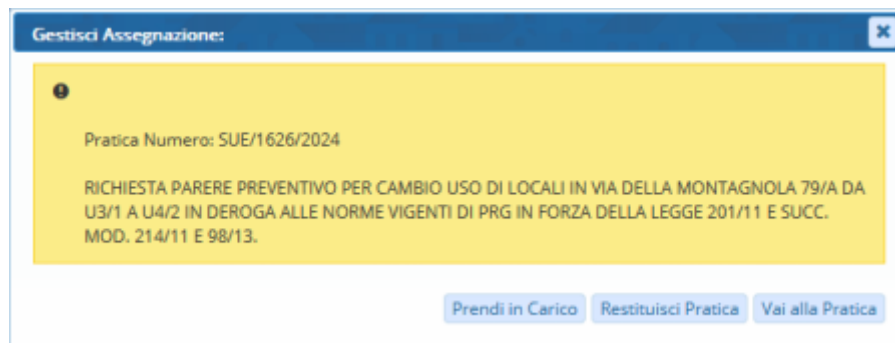 Gestisci Assegnazione:
Pratica Numero: SUE/1626/2024
RICHIESTA PARERE PREVENTIVO PER CAMBIO USO DI LOCALI IN VIA DELLA MONTAGNOLA 79/A DA
U3/1 A U4/2 IN DEROGA ALLE NORME VIGENTI DI PRG IN FORZA DELLA LEGGE 201/11 E SUCC.
MOD. 214/11 E 98/13.
Prendi in Carico Restituisci Pratica Vai alla Pratica